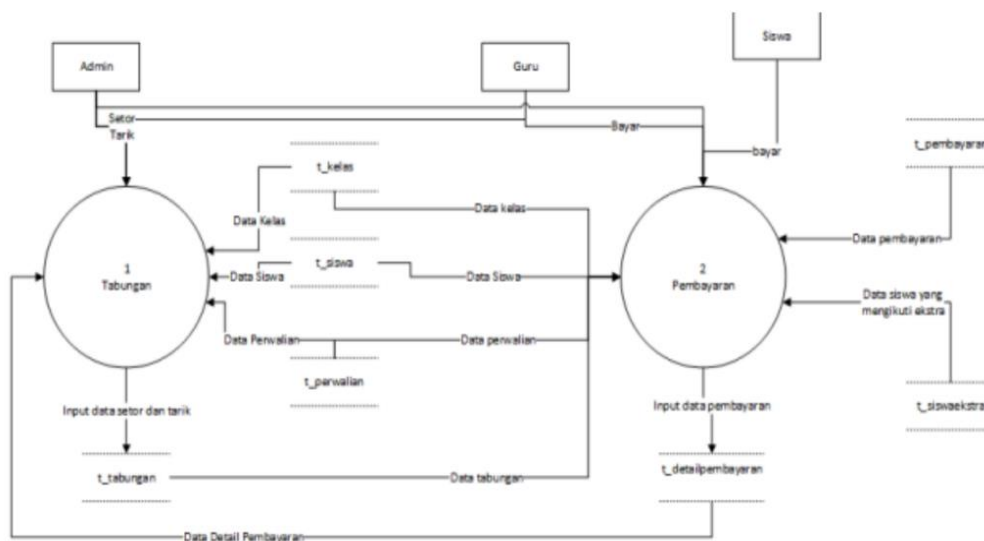 Siswa
Admin
Guru
Setor
Tarik
Bayar
bayar
t_pembayaran
t_kelas
Data kelas
Data Kelas
Data pembayaran
t_siswa
1
Tabungan
Data Siswa
Data Siswa
2
Pembayaran
Data siswa yang
mengikuti ekstra
Data Perwalian
Data perwalian
t_perwalian
Input data setor dan tarik
Input data pembayaran
t_siswaekstra
t_tabungan
Data tabungan
t_detailpembayaran
Data Detail Pembayaran